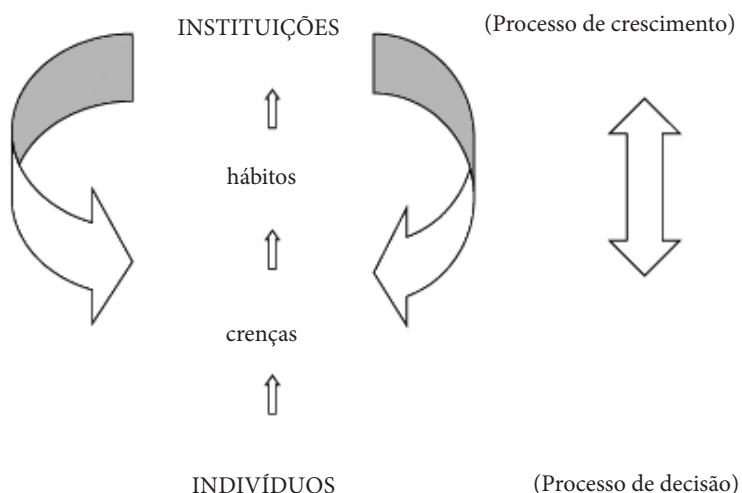 INSTITUIÇÕES (Processo de crescimento)
hábitos
crenças
INDIVÍDUOS (Processo de decisão)